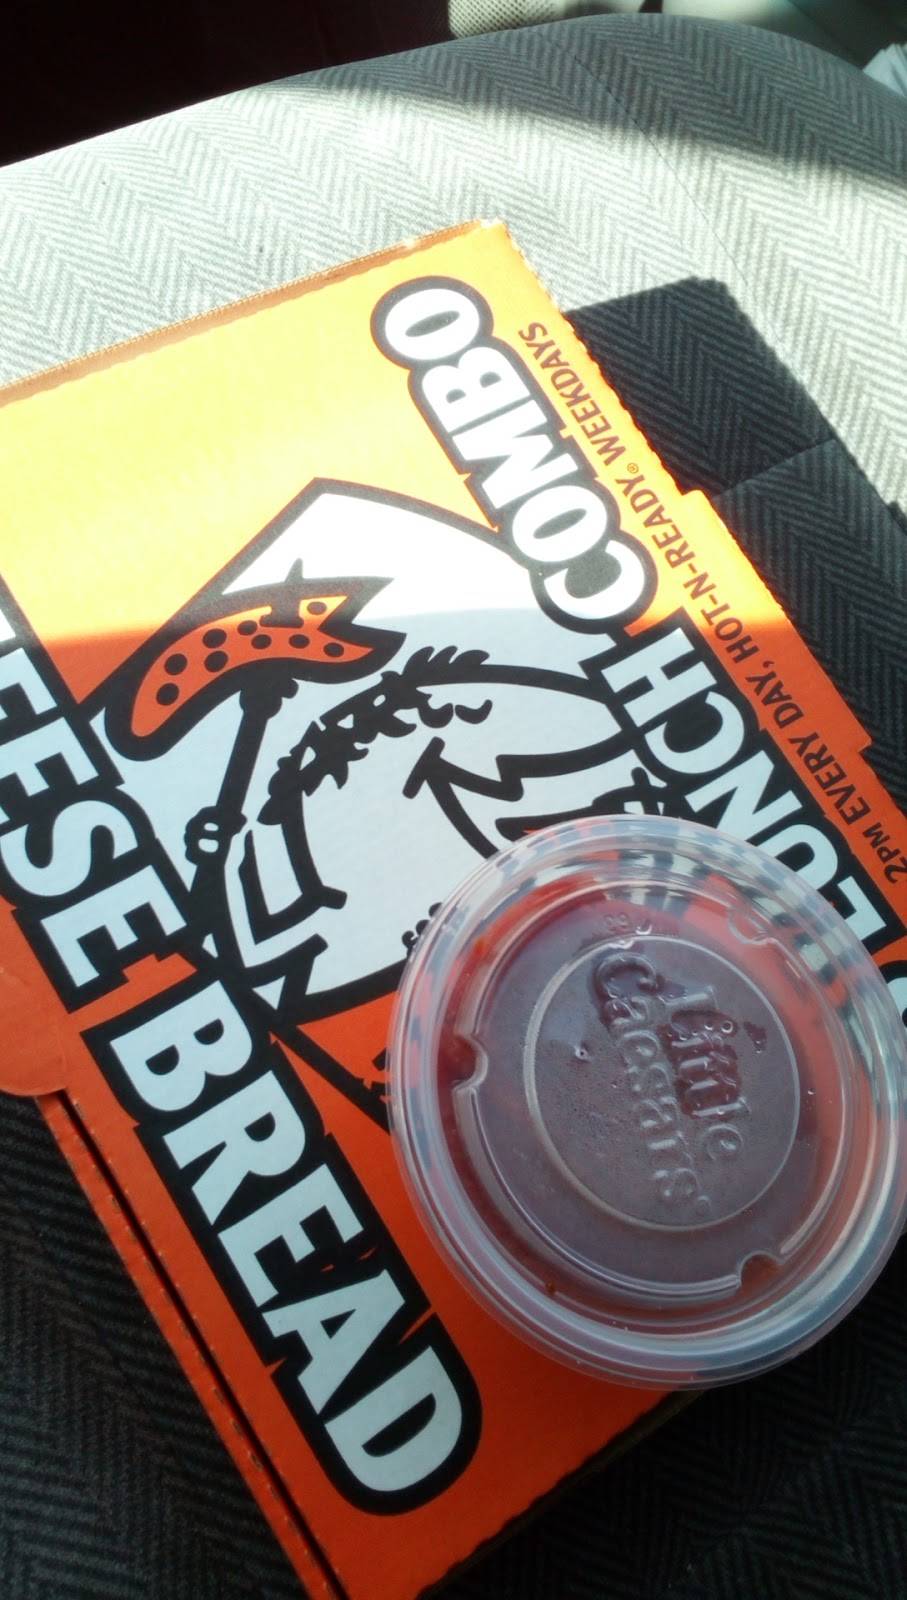 LUNCH COMBO
2PM EVERY DAY, HOT-N-READY® WEEKDAYS
EESE BREAD
Little
Caesars®